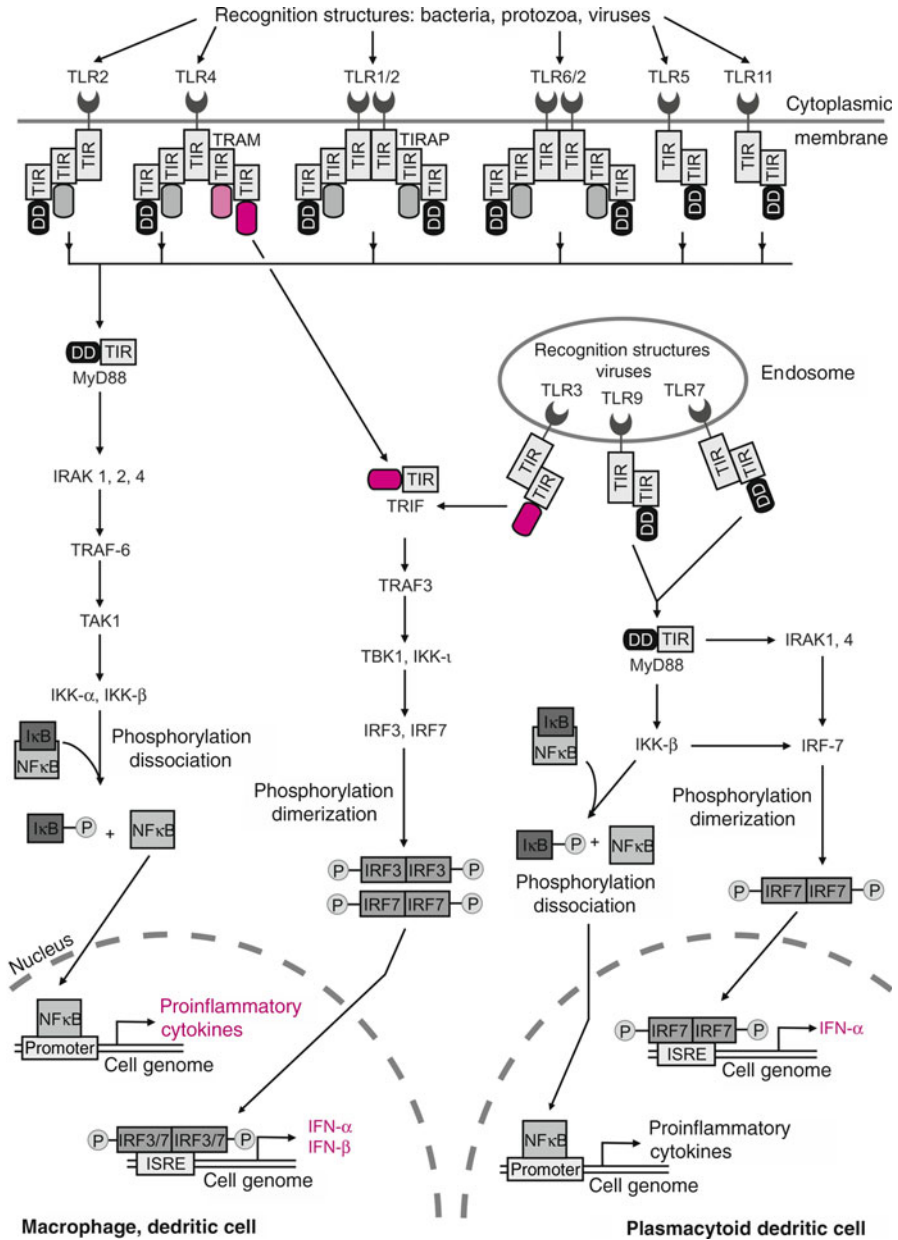 Recognition structures: bacteria, protozoa, viruses
TLR2
TLR4
TLR1/2
TLR6/2
TLR5
TLR11
Cytoplasmic
membrane
TRAM
TIRAP
TIR
TIR
TIR
DD
TIR
TIR
TIR
TIR
TIR
DD
TIR
TIR
TIR
TIR
TIR
TIR
DD
DD
TIR
TIR
TIR
TIR
TIR
TIR
DD
DD
TIR
TIR
DD
TIR
TIR
DD
DD TIR
MyD88
IRAK 1, 2, 4
TRAF-6
TAK1
IKK-α, IKK-β
IκB
NFκB
Phosphorylation
dissociation
IκB P + NFκB
Nucleus
NFκB
Promoter
Proinflammatory
cytokines
Cell genome
TIR
TRIF
TRAF3
TBK1, IKK-ι
IRF3, IRF7
Phosphorylation
dimerization
P IRF3 IRF3 P
P IRF7 IRF7 P
P IRF3/7 IRF3/7 P
ISRE
IFN-α
IFN-β
Cell genome
Macrophage, dedritic cell
Recognition structures
viruses
Endosome
TLR3
TLR9
TLR7
TIR
TIR
TIR
TIR
DD
TIR
TIR
DD
DD TIR
MyD88
IRAK1, 4
IKK-β
IRF-7
IκB
NFκB
IκB P + NFκB
Phosphorylation
dissociation
Phosphorylation
dimerization
P IRF7 IRF7 P
P IRF7 IRF7 P
ISRE
IFN-α
Cell genome
NFκB
Promoter
Proinflammatory
cytokines
Cell genome
Plasmacytoid dedritic cell